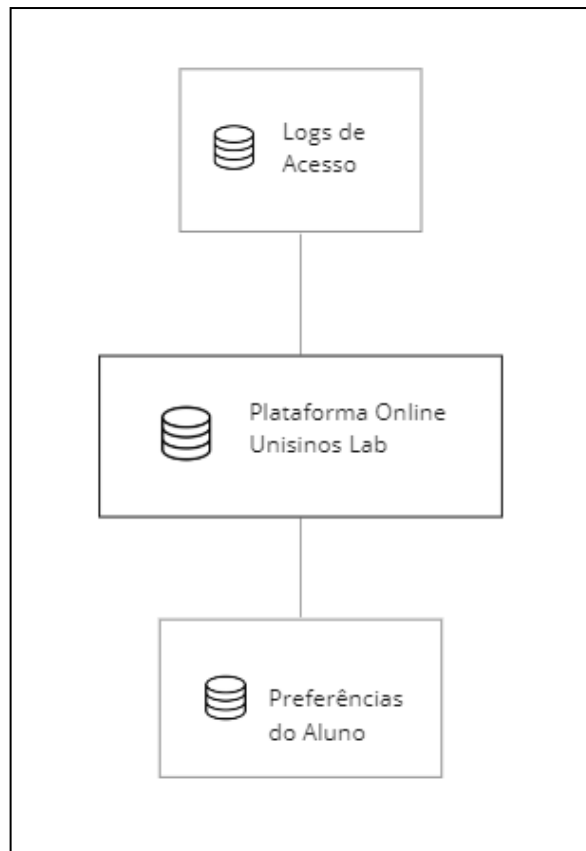 Logs de
Acesso
Plataforma Online
Unisinos Lab
Preferências
do Aluno